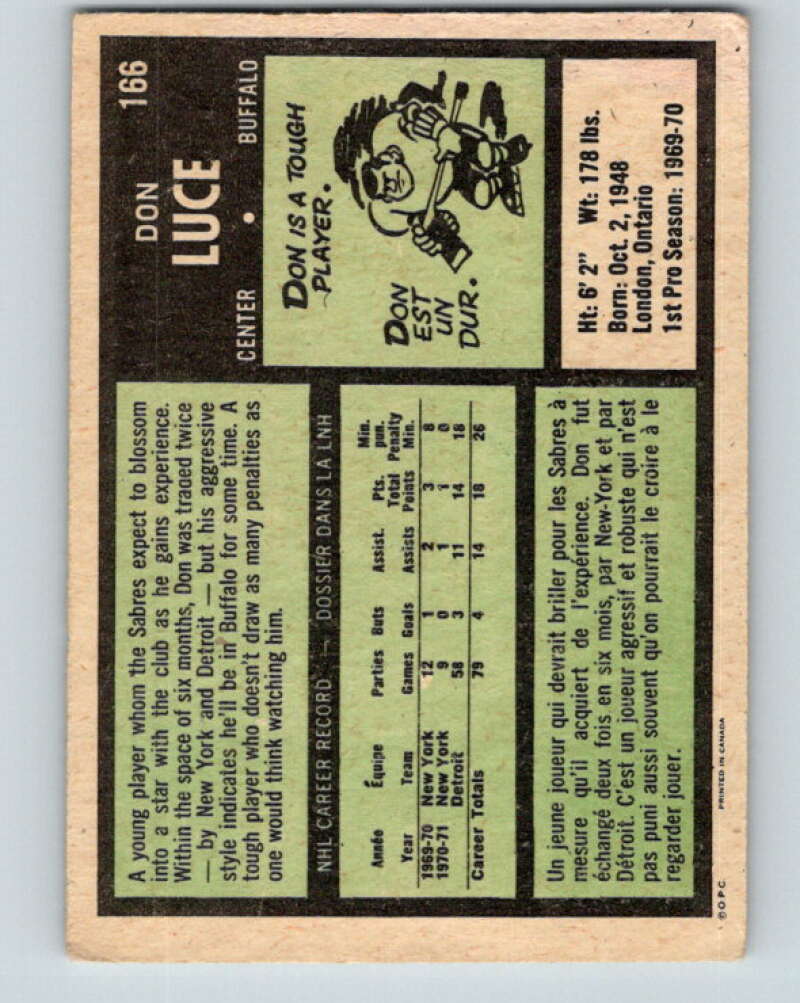 166
DON
LUCE
CENTER • BUFFALO
A young player whom the Sabres expect to blossom
into a star with the club as he gains experience.
Within the space of six months, Don was traded twice
— by New York and Detroit — but his aggressive
style indicates he'll be in Buffalo for some time. A
tough player who doesn't draw as many penalties as
one would think watching him.
DON IS A TOUGH
PLAYER.
DON
EST
UN
DUR.
NHL CAREER RECORD — DOSSIER DANS LA LNH
Année Équipe Parties Buts Assist. Pts. Min. pun.
Year Team Games Goals Assists Total Points Penalty Min.
1969-70 New York 12 1 2 3 8
1970-71 New York 9 0 1 1 0
Detroit 58 3 11 14 18
Career Totals 79 4 14 18 26
Ht: 6' 2" Wt: 178 lbs.
Born: Oct. 2, 1948
London, Ontario
1st Pro Season: 1969-70
Un jeune joueur qui devrait briller pour les Sabres à
mesure qu'il acquiert de l'expérience. Don fut
échangé deux fois en six mois, par New-York et par
Détroit. C'est un joueur agressif et robuste qui n'est
pas puni aussi souvent qu'on pourrait le croire à le
regarder jouer.
© O.P.C. PRINTED IN CANADA